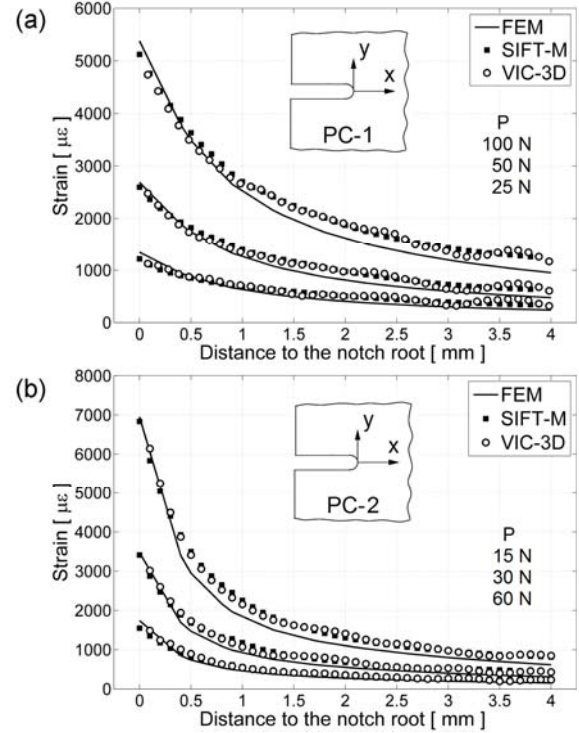 (a)
6000
5000
4000
3000
2000
1000
0
Strain [ με ]
FEM
SIFT-M
VIC-3D
y
x
PC-1
P
100 N
50 N
25 N
0 0.5 1.0 1.5 2.0 2.5 3.0 3.5 4
Distance to the notch root [ mm ]
(b)
8000
7000
6000
5000
4000
3000
2000
1000
0
Strain [ με ]
FEM
SIFT-M
VIC-3D
y
x
PC-2
P
15 N
30 N
60 N
0 0.5 1 1.5 2 2.5 3 3.5 4
Distance to the notch root [ mm ]